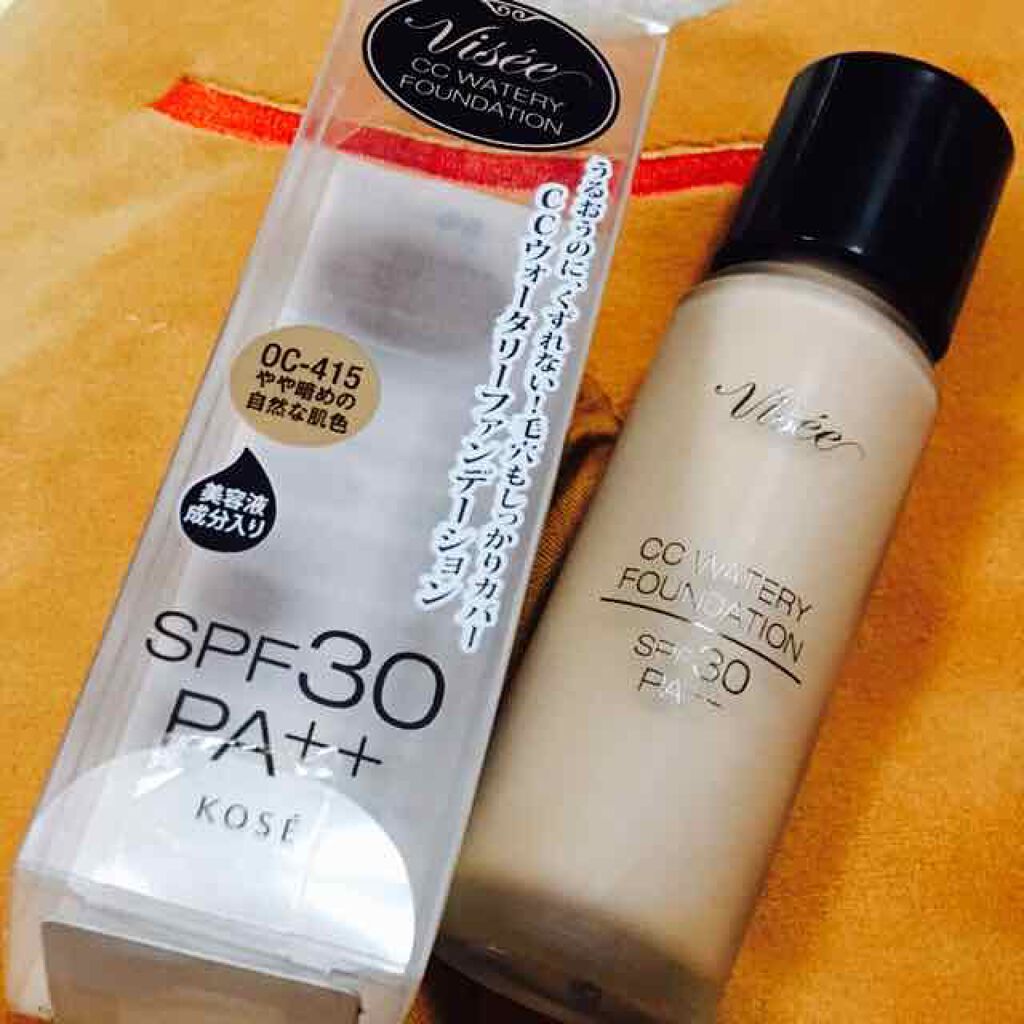 Visée
CC WATERY
FOUNDATION
うるおうのに、くずれない!毛穴もしっかりカバー
CCウォータリーファンデーション
OC-415
やや暗めの
自然な肌色
美容液
成分入り
SPF30
PA++
KOSÉ
Visée
CC WATERY
FOUNDATION
SPF30
PA++